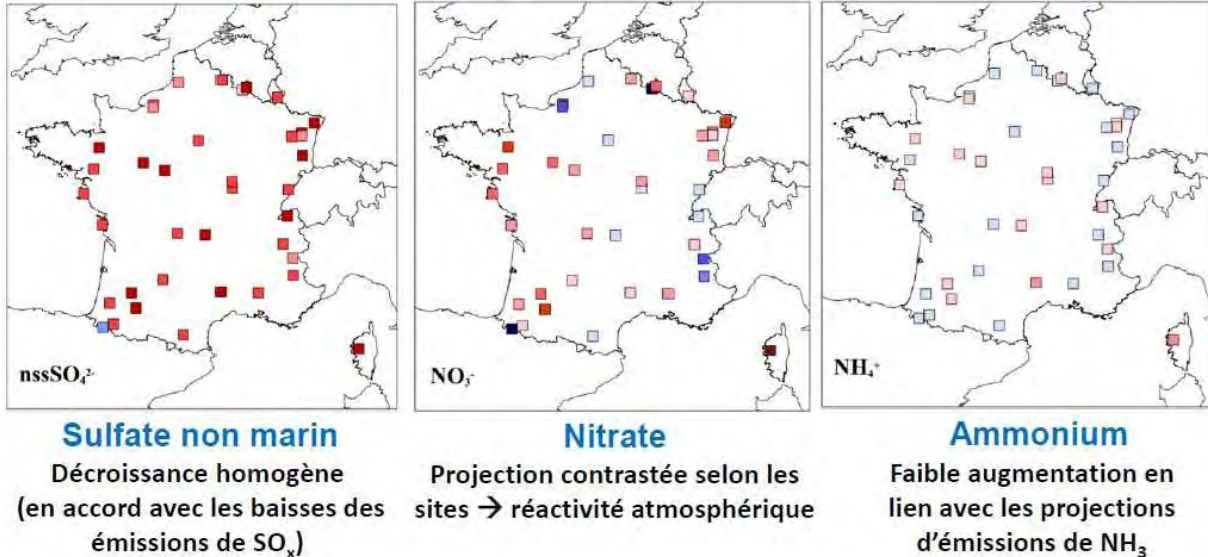 nssSO₄²⁻
NO₃⁻
NH₄⁺
Sulfate non marin
Nitrate
Ammonium
Décroissance homogène
(en accord avec les baisses des
émissions de SOₓ)
Projection contrastée selon les
sites → réactivité atmosphérique
Faible augmentation en
lien avec les projections
d'émissions de NH₃